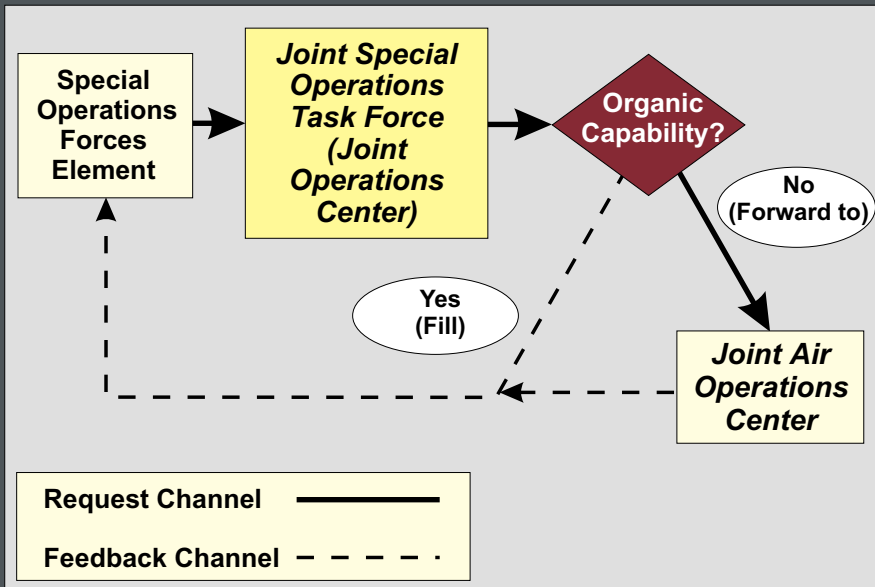 Special
Operations
Forces
Element
Joint Special
Operations
Task Force
(Joint
Operations
Center)
Organic
Capability?
No
(Forward to)
Yes
(Fill)
Joint Air
Operations
Center
Request Channel
Feedback Channel